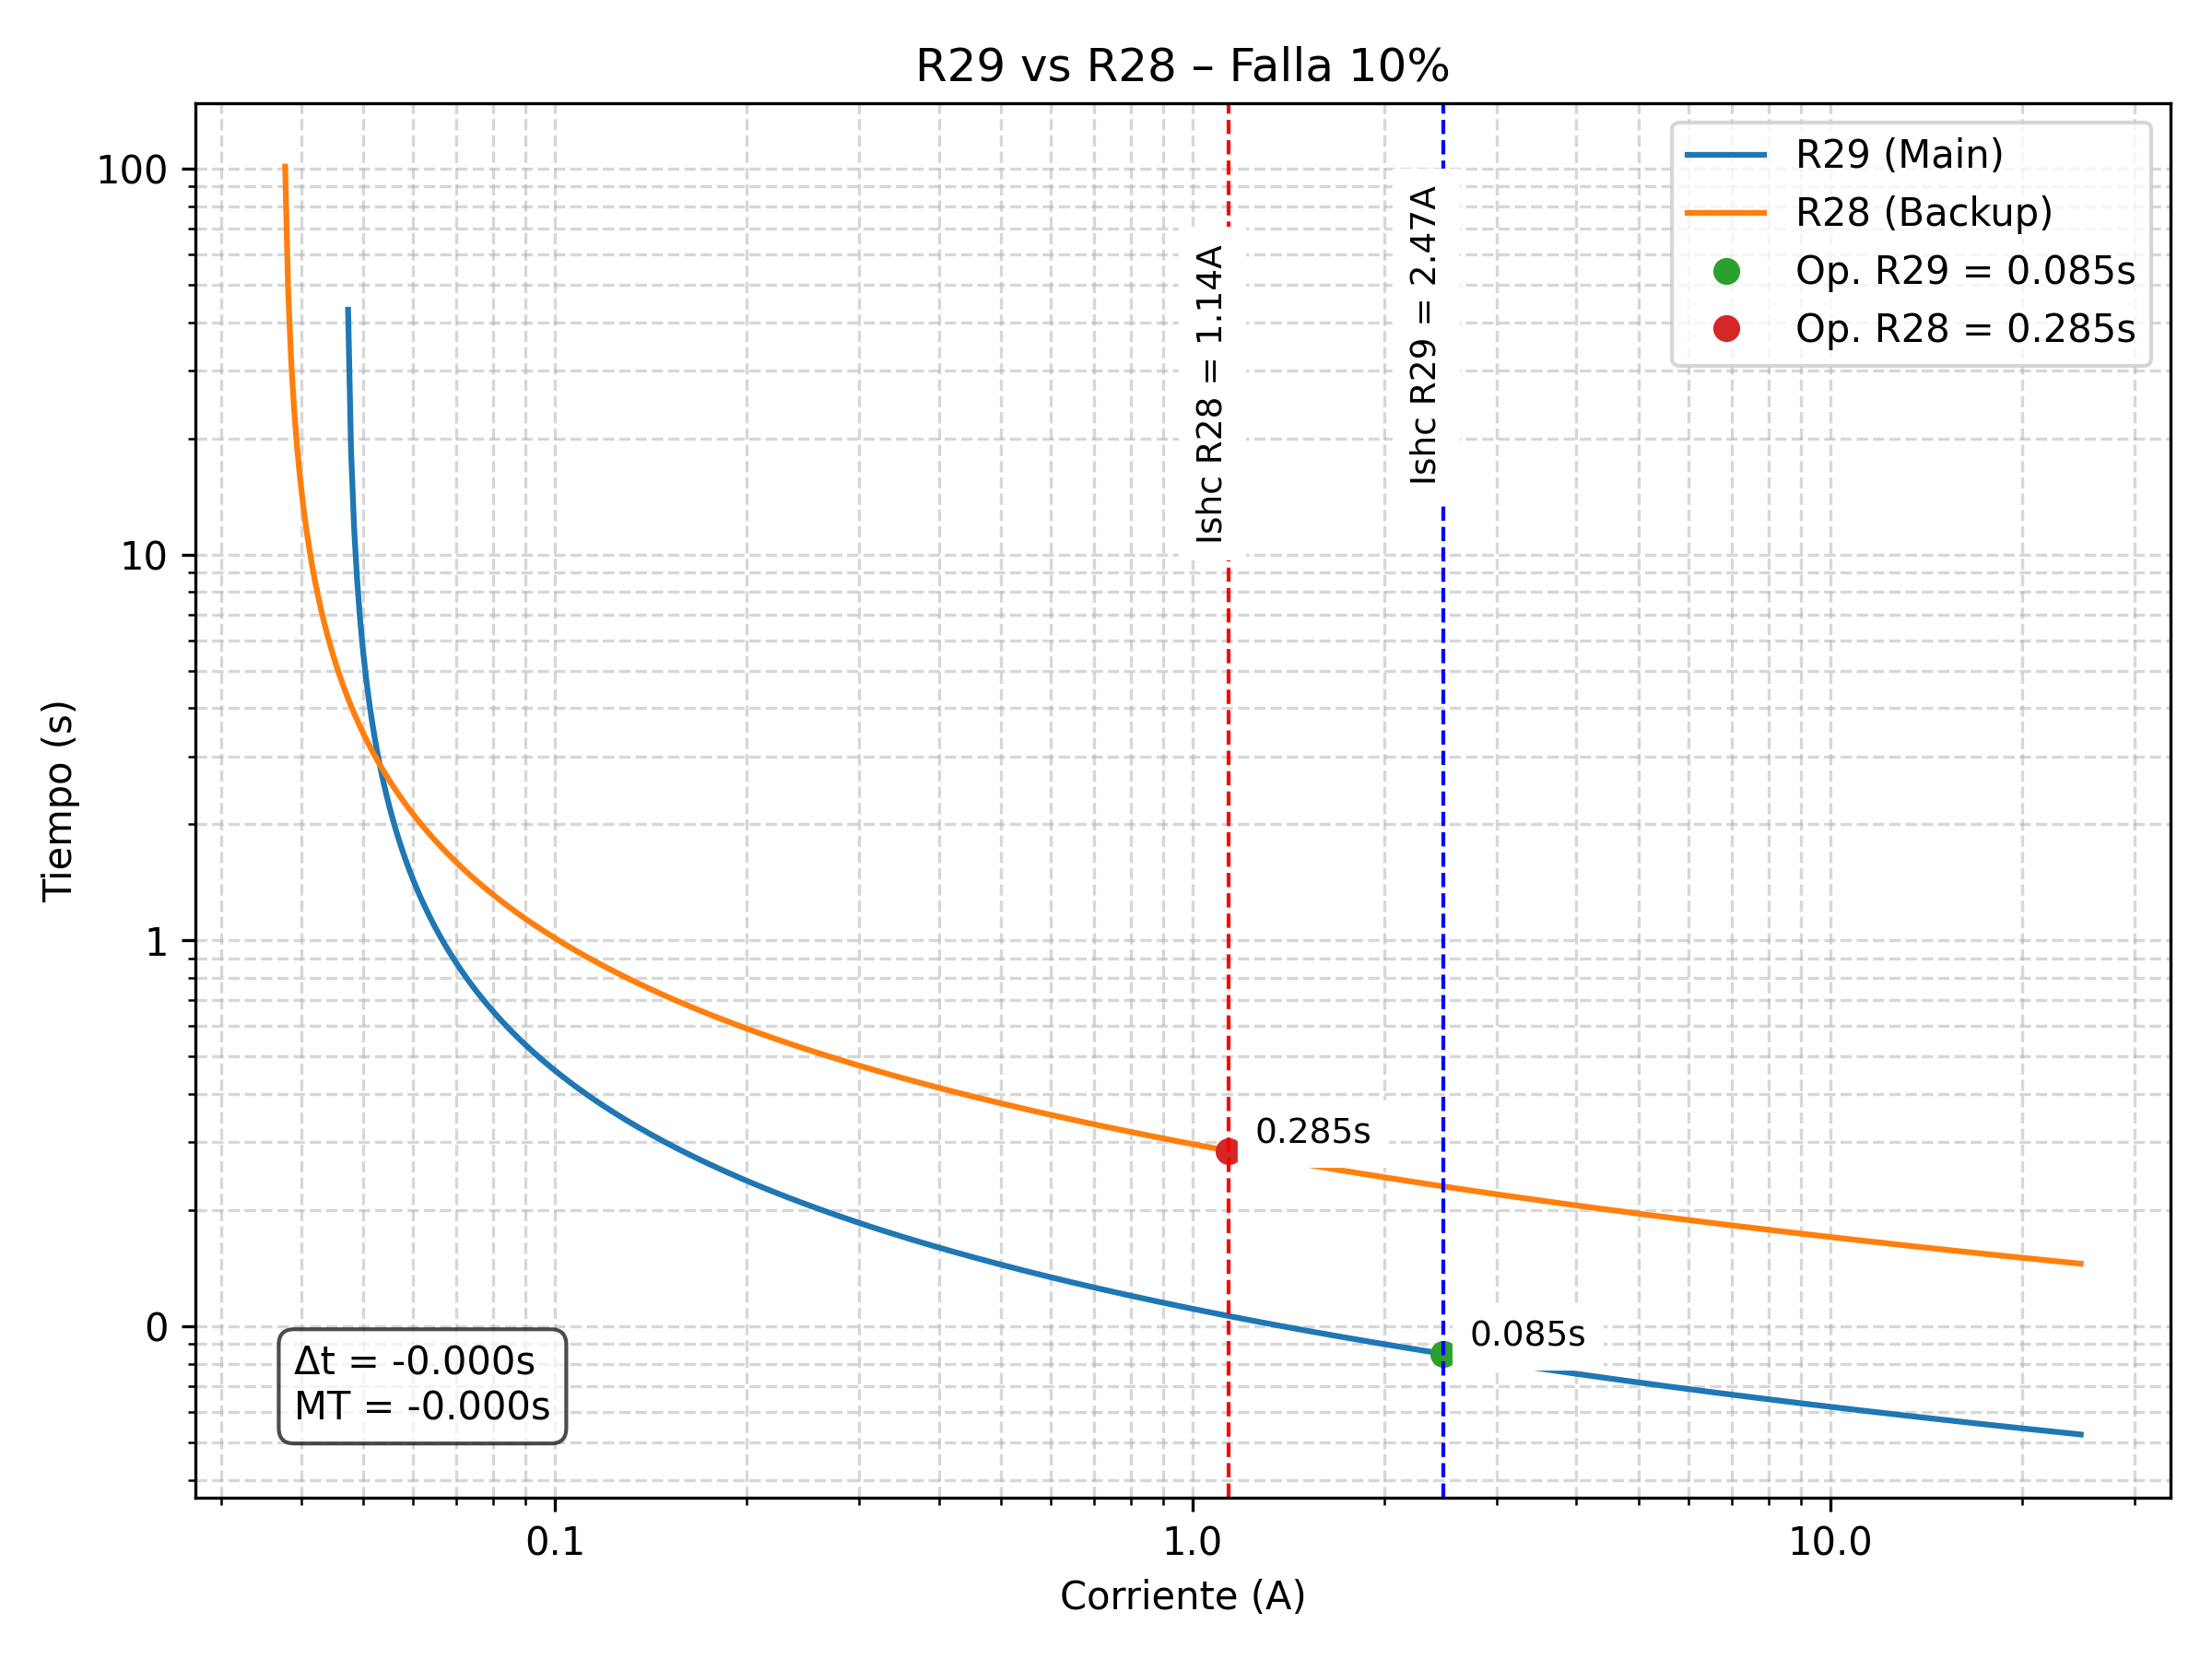 R29 vs R28 – Falla 10%
R29 (Main)
R28 (Backup)
Op. R29 = 0.085s
Op. R28 = 0.285s
Ishc R28 = 1.14A
Ishc R29 = 2.47A
100
10
1
0
Tiempo (s)
0.285s
0.085s
Δt = -0.000s
MT = -0.000s
0.1
1.0
10.0
Corriente (A)